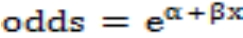 odds = e^{α+βx}